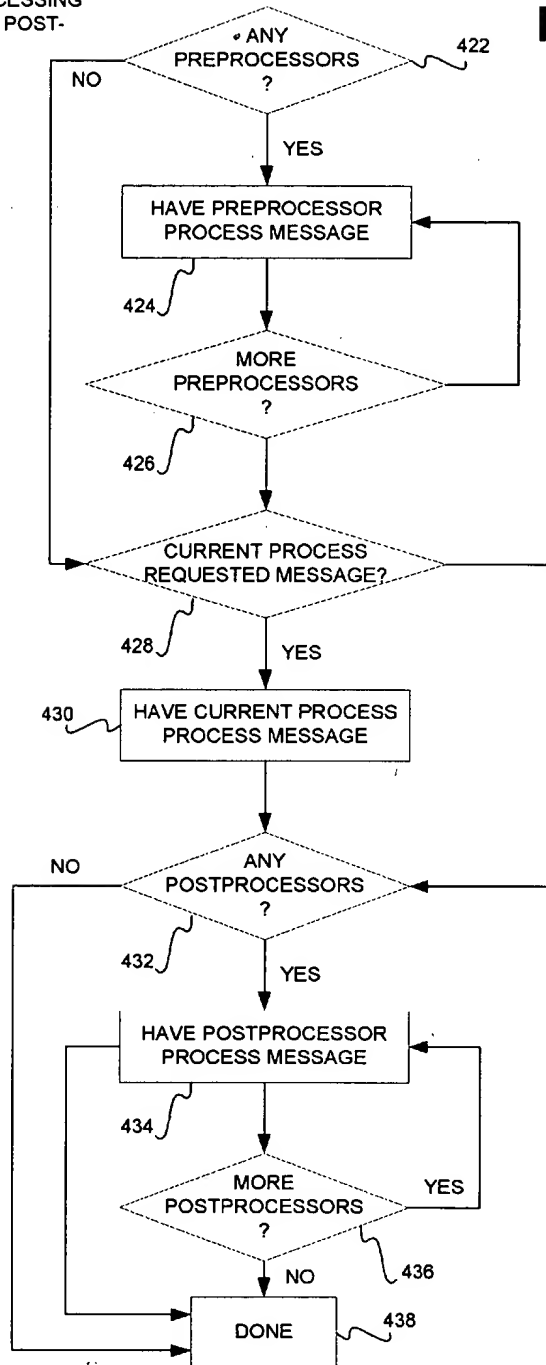 CESSING
POST-
ANY
PREPROCESSORS
?
422
NO
YES
HAVE PREPROCESSOR
PROCESS MESSAGE
424
MORE
PREPROCESSORS
?
426
CURRENT PROCESS
REQUESTED MESSAGE?
428
YES
430
HAVE CURRENT PROCESS
PROCESS MESSAGE
NO
ANY
POSTPROCESSORS
?
432
YES
HAVE POSTPROCESSOR
PROCESS MESSAGE
434
MORE
POSTPROCESSORS
?
YES
436
NO
DONE
438